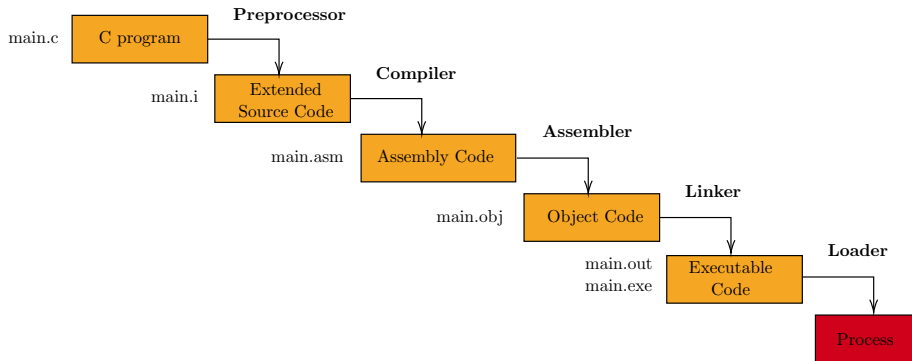 Preprocessor
main.c
C program
Compiler
main.i
Extended
Source Code
Assembler
main.asm
Assembly Code
Linker
main.obj
Object Code
Loader
main.out
main.exe
Executable
Code
Process